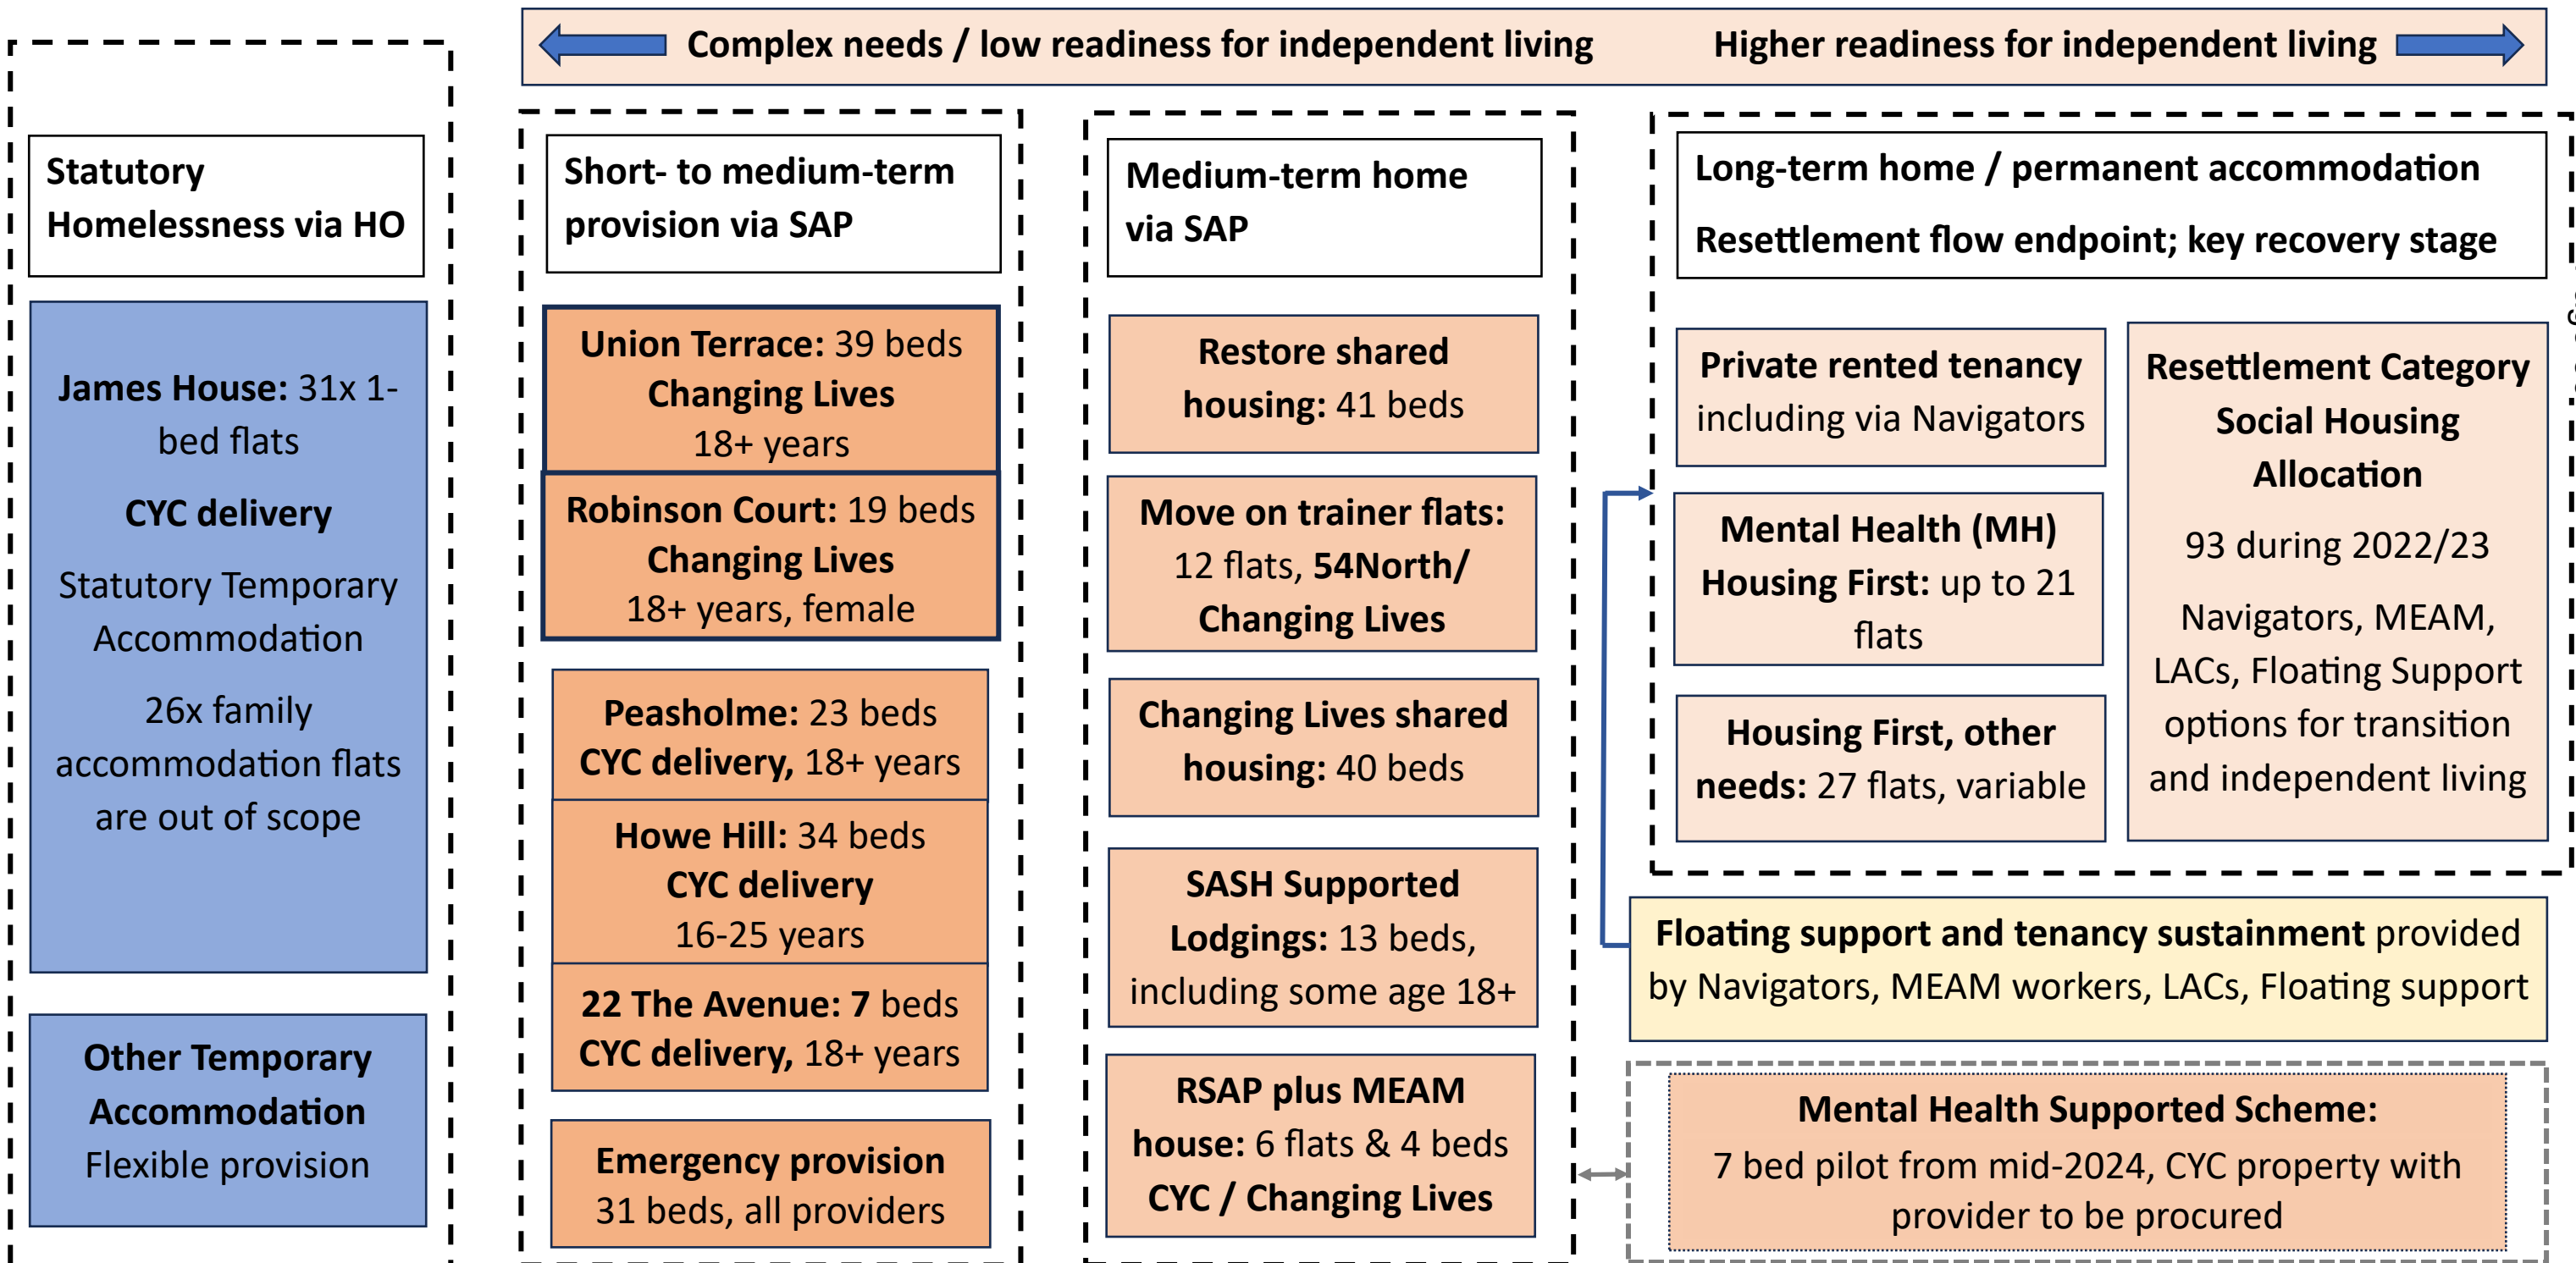 Complex needs / low readiness for independent living
Higher readiness for independent living
Statutory
Homelessness via HO
James House: 31x 1-
bed flats
CYC delivery
Statutory Temporary
Accommodation
26x family
accommodation flats
are out of scope
Other Temporary
Accommodation
Flexible provision
Short- to medium-term
provision via SAP
Union Terrace: 39 beds
Changing Lives
18+ years
Robinson Court: 19 beds
Changing Lives
18+ years, female
Peasholme: 23 beds
CYC delivery, 18+ years
Howe Hill: 34 beds
CYC delivery
16-25 years
22 The Avenue: 7 beds
CYC delivery, 18+ years
Emergency provision
31 beds, all providers
Medium-term home
via SAP
Restore shared
housing: 41 beds
Move on trainer flats:
12 flats, 54North/
Changing Lives
Changing Lives shared
housing: 40 beds
SASH Supported
Lodgings: 13 beds,
including some age 18+
RSAP plus MEAM
house: 6 flats & 4 beds
CYC / Changing Lives
Long-term home / permanent accommodation
Resettlement flow endpoint; key recovery stage
Private rented tenancy
including via Navigators
Mental Health (MH)
Housing First: up to 21
flats
Housing First, other
needs: 27 flats, variable
Resettlement Category
Social Housing
Allocation
93 during 2022/23
Navigators, MEAM,
LACs, Floating Support
options for transition
and independent living
Floating support and tenancy sustainment provided
by Navigators, MEAM workers, LACs, Floating support
Mental Health Supported Scheme:
7 bed pilot from mid-2024, CYC property with
provider to be procured